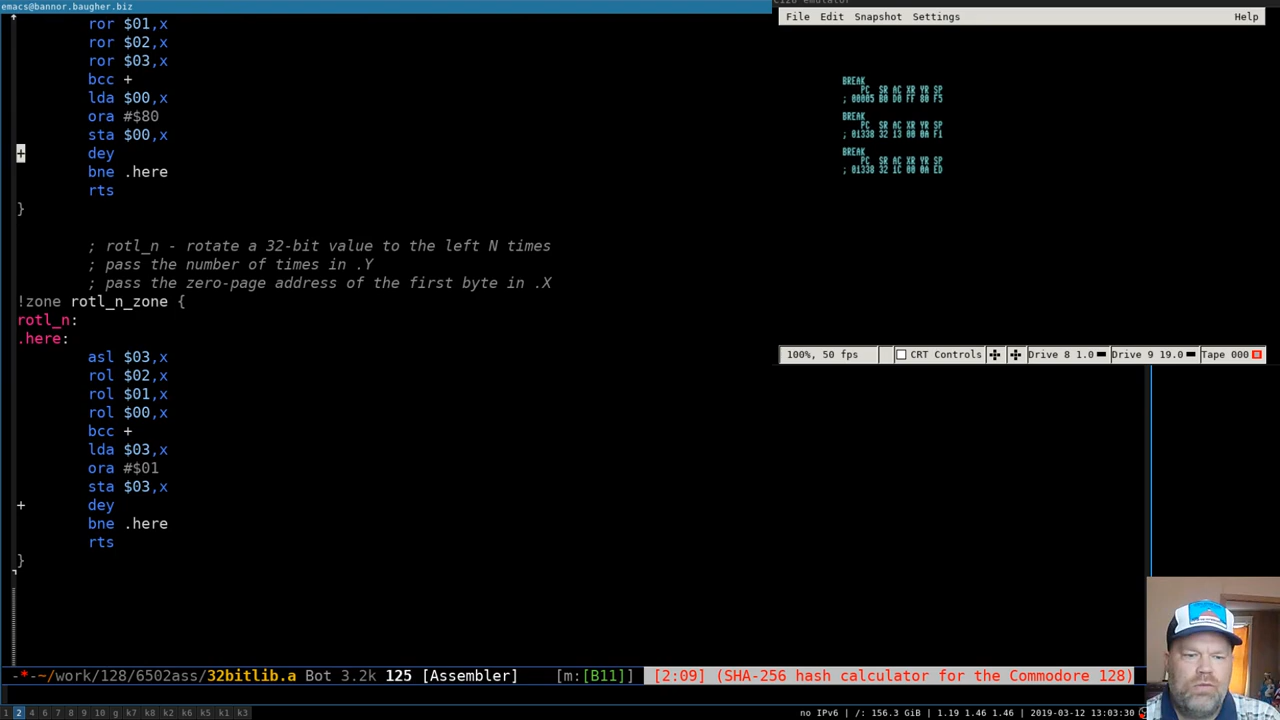 emacs@bannor.baugher.biz
ror $01,x
ror $02,x
ror $03,x
bcc +
lda $00,x
ora #$80
sta $00,x
+ dey
bne .here
rts
}
; rotl_n - rotate a 32-bit value to the left N times
; pass the number of times in .Y
; pass the zero-page address of the first byte in .X
!zone rotl_n_zone {
rotl_n:
.here:
asl $03,x
rol $02,x
rol $01,x
rol $00,x
bcc +
lda $03,x
ora #$01
sta $03,x
+ dey
bne .here
rts
}
-*-~/work/128/6502ass/32bitlib.a Bot 3.2k 125 [Assembler] [m:[B11]] [2:09] (SHA-256 hash calculator for the Commodore 128)
File Edit Snapshot Settings Help
BREAK
PC SR AC XR YR SP
; 00005 B0 D0 FF 80 F5
BREAK
PC SR AC XR YR SP
; 01338 32 13 00 0A F1
BREAK
PC SR AC XR YR SP
; 01338 32 1C 00 0A ED
100%, 50 fps CRT Controls Drive 8 1.0 Drive 9 19.0 Tape 000
1 2 4 6 7 8 9 10 g k7 k8 k2 k6 k5 k1 k3 no IPv6 | /: 156.3 GiB | 1.19 1.46 1.46 | 2019-03-12 13:03:30